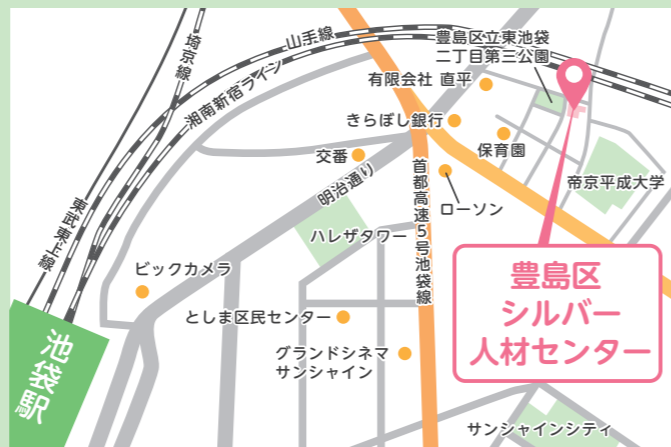 山手線
埼京線
湘南新宿ライン
豊島区立東池袋
二丁目第三公園
有限会社 直平
きらぼし銀行
保育園
交番
明治通り
首都高速5号池袋線
ローソン
帝京平成大学
東武東上線
ハレザタワー
ビックカメラ
豊島区
シルバー
人材センター
としま区民センター
グランドシネマ
サンシャイン
池袋駅
サンシャインシティ